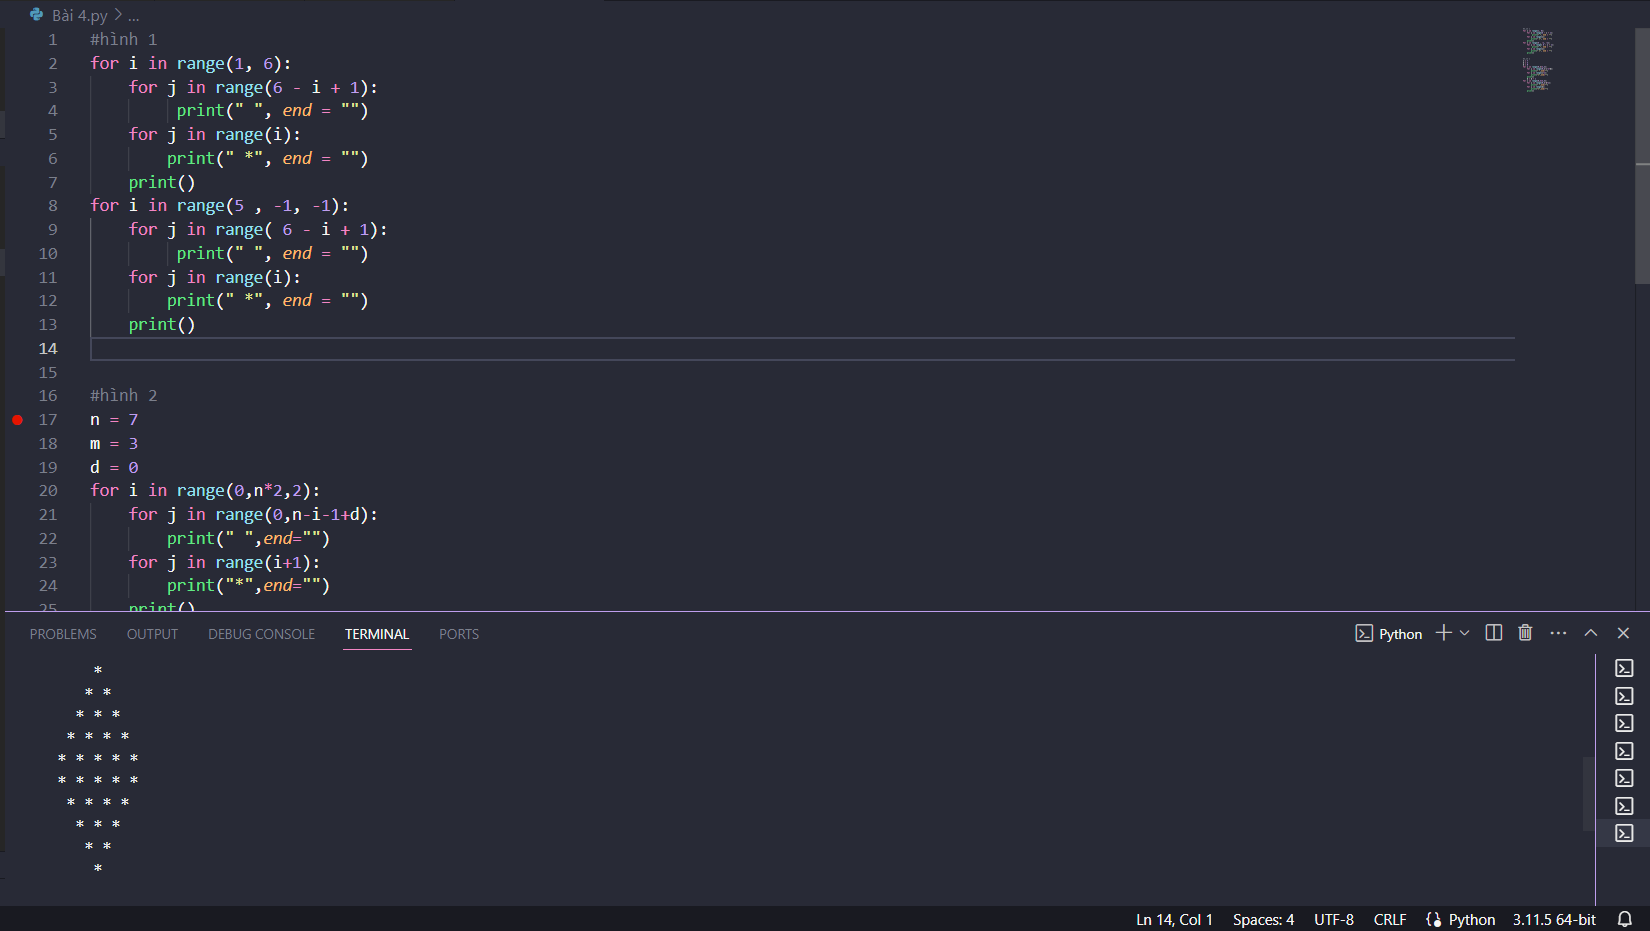 Bài 4.py > ...
1 #hình 1
2 for i in range(1, 6):
3     for j in range(6 - i + 1):
4          print(" ", end = "")
5     for j in range(i):
6         print(" *", end = "")
7     print()
8 for i in range(5 , -1, -1):
9     for j in range( 6 - i + 1):
10          print(" ", end = "")
11     for j in range(i):
12         print(" *", end = "")
13     print()
14
15
16 #hình 2
17 n = 7
18 m = 3
19 d = 0
20 for i in range(0,n*2,2):
21     for j in range(0,n-i-1+d):
22         print(" ",end="")
23     for j in range(i+1):
24         print("*",end="")
25     print()
PROBLEMS OUTPUT DEBUG CONSOLE TERMINAL PORTS Python
       *
      * *
     * * *
    * * * *
   * * * * *
   * * * * *
    * * * *
     * * *
      * *
       *
Ln 14, Col 1 Spaces: 4 UTF-8 CRLF Python 3.11.5 64-bit